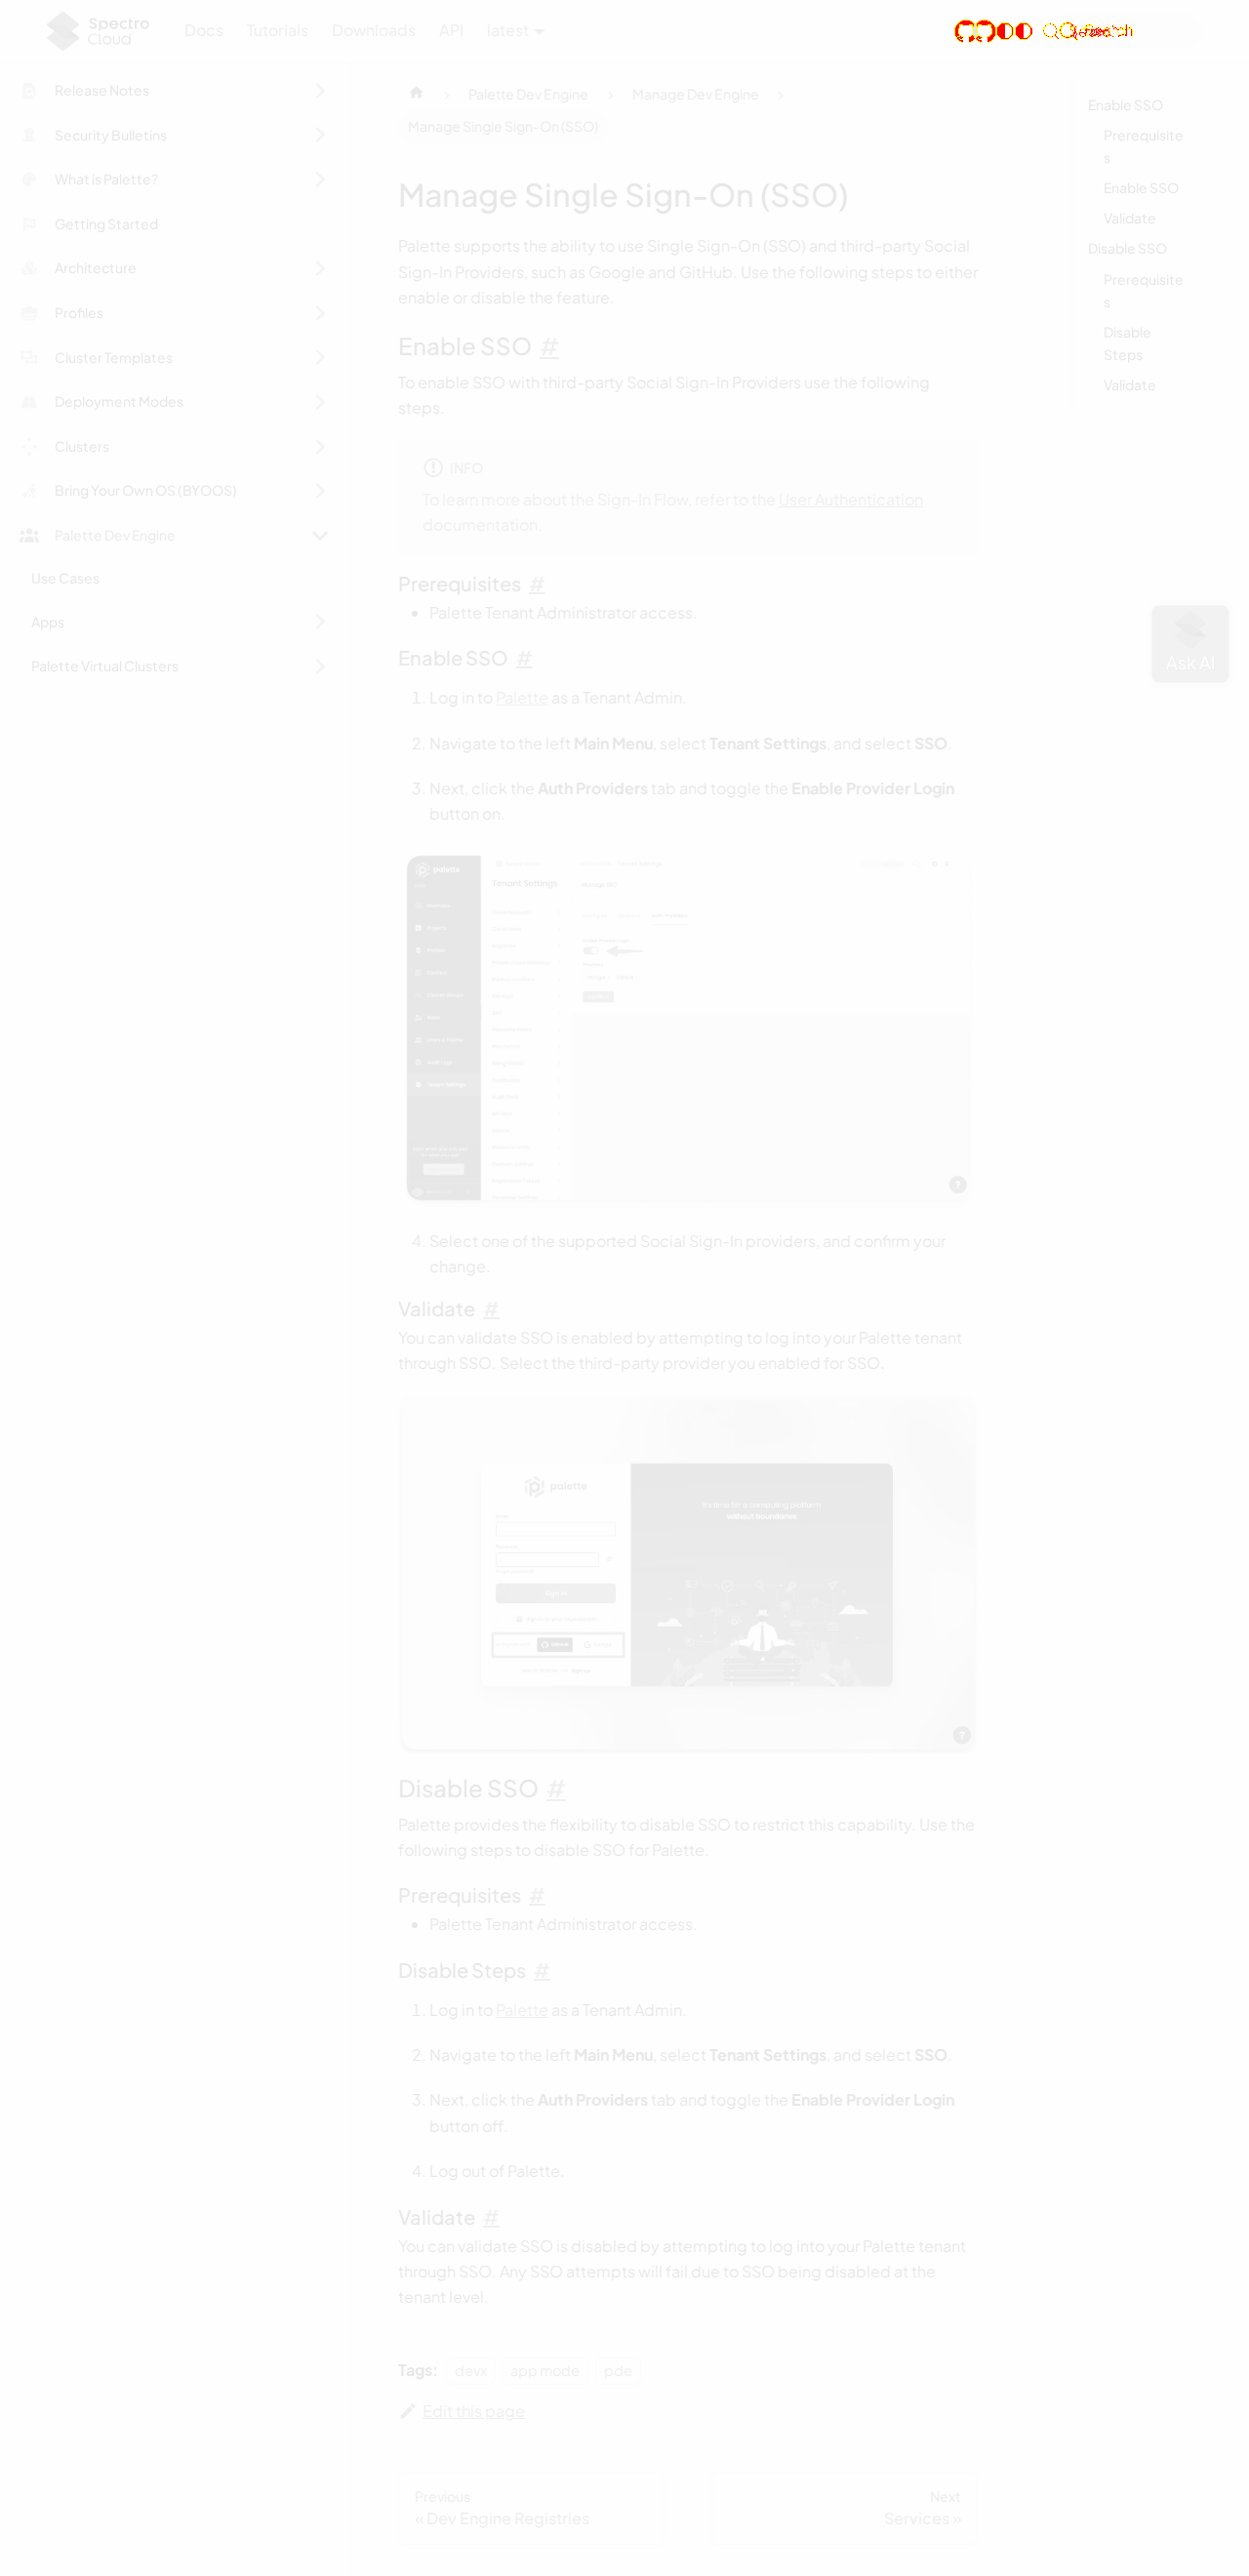 Spectro
Cloud
Docs
Tutorials
Downloads
API
latest
Search
Release Notes
Security Bulletins
What is Palette?
Getting Started
Architecture
Profiles
Cluster Templates
Deployment Modes
Clusters
Bring Your Own OS (BYOOS)
Palette Dev Engine
Use Cases
Apps
Palette Virtual Clusters
Palette Dev Engine
Manage Dev Engine
Manage Single Sign-On (SSO)
Manage Single Sign-On (SSO)
Palette supports the ability to use Single Sign-On (SSO) and third-party Social
Sign-In Providers, such as Google and GitHub. Use the following steps to either
enable or disable the feature.
Enable SSO #
To enable SSO with third-party Social Sign-In Providers use the following
steps.
INFO
To learn more about the Sign-In Flow, refer to the User Authentication
documentation.
Prerequisites #
Palette Tenant Administrator access.
Enable SSO #
1. Log in to Palette as a Tenant Admin.
2. Navigate to the left Main Menu, select Tenant Settings, and select SSO.
3. Next, click the Auth Providers tab and toggle the Enable Provider Login
button on.
palette
Tenant Settings
4. Select one of the supported Social Sign-In providers, and confirm your
change.
Validate #
You can validate SSO is enabled by attempting to log into your Palette tenant
through SSO. Select the third-party provider you enabled for SSO.
palette
It's time for a computing platform
without boundaries
Sign in
Disable SSO #
Palette provides the flexibility to disable SSO to restrict this capability. Use the
following steps to disable SSO for Palette.
Prerequisites #
Palette Tenant Administrator access.
Disable Steps #
1. Log in to Palette as a Tenant Admin.
2. Navigate to the left Main Menu, select Tenant Settings, and select SSO.
3. Next, click the Auth Providers tab and toggle the Enable Provider Login
button off.
4. Log out of Palette.
Validate #
You can validate SSO is disabled by attempting to log into your Palette tenant
through SSO. Any SSO attempts will fail due to SSO being disabled at the
tenant level.
Tags: devx app mode pde
Edit this page
Previous
« Dev Engine Registries
Next
Services »
Enable SSO
Prerequisite
s
Enable SSO
Validate
Disable SSO
Prerequisite
s
Disable
Steps
Validate
Ask AI